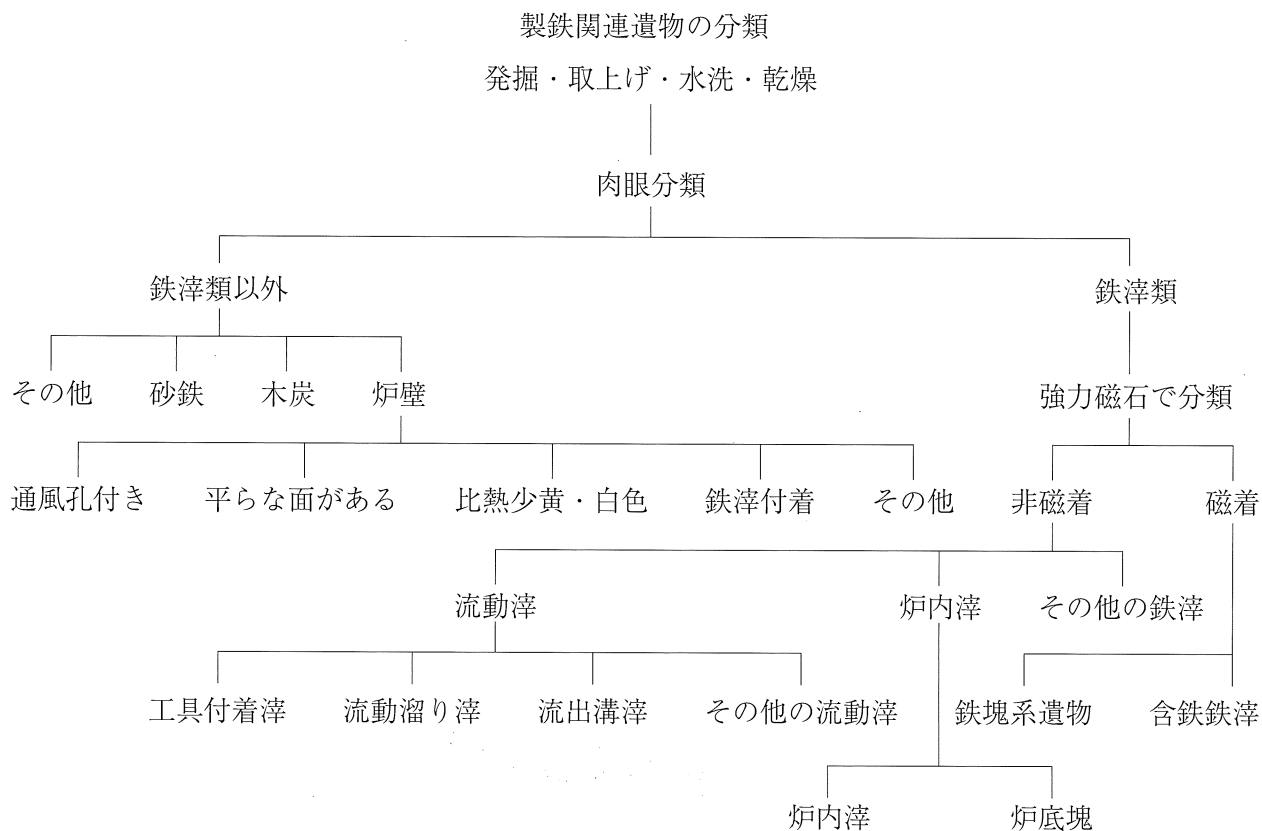 製鉄関連遺物の分類
発掘・取上げ・水洗・乾燥
肉眼分類
鉄滓類以外
鉄滓類
その他 砂鉄 木炭 炉壁
強力磁石で分類
通風孔付き 平らな面がある 比熱少黄・白色 鉄滓付着 その他 非磁着 磁着
流動滓 炉内滓 その他の鉄滓
工具付着滓 流動溜り滓 流出溝滓 その他の流動滓 鉄塊系遺物 含鉄鉄滓
炉内滓 炉底塊